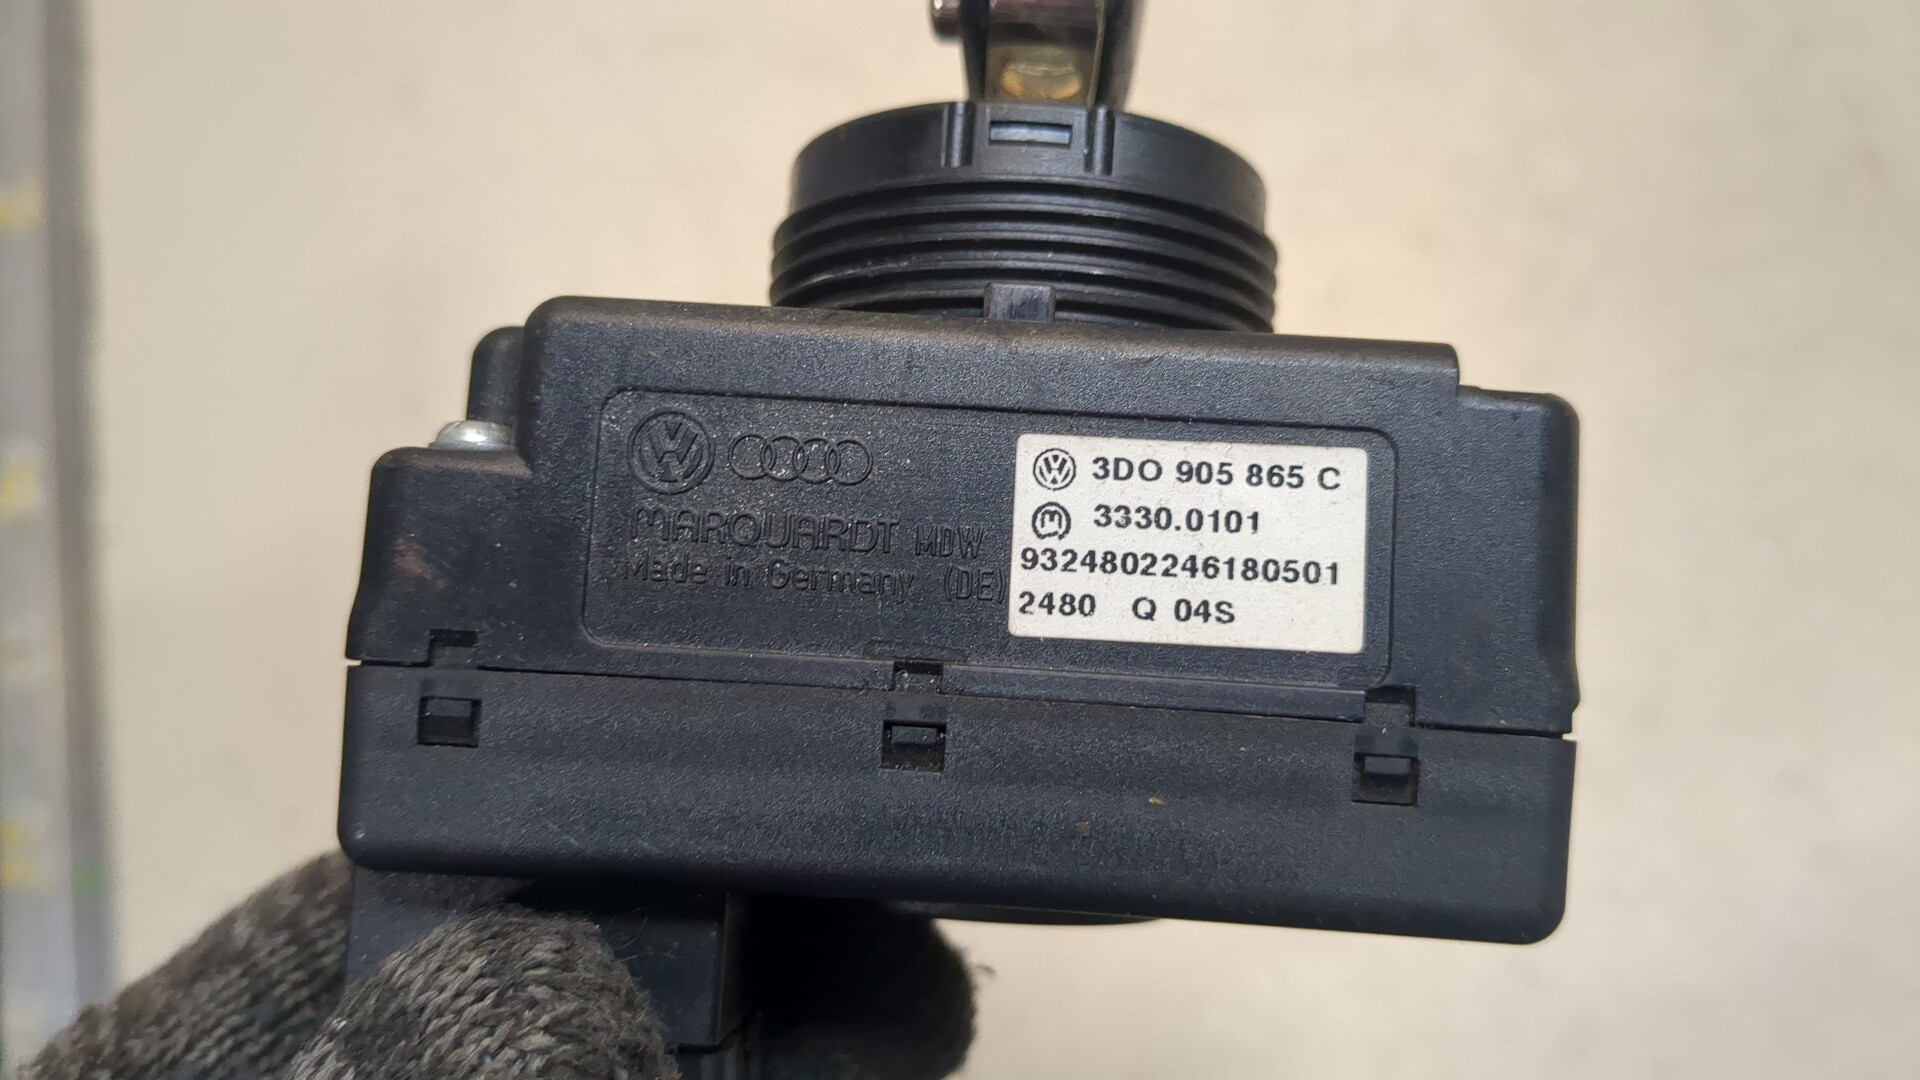 MARQUARDT MDW
Made in Germany (DE)
3DO 905 865 C
3330.0101
9324802246180501
2480 Q 04S